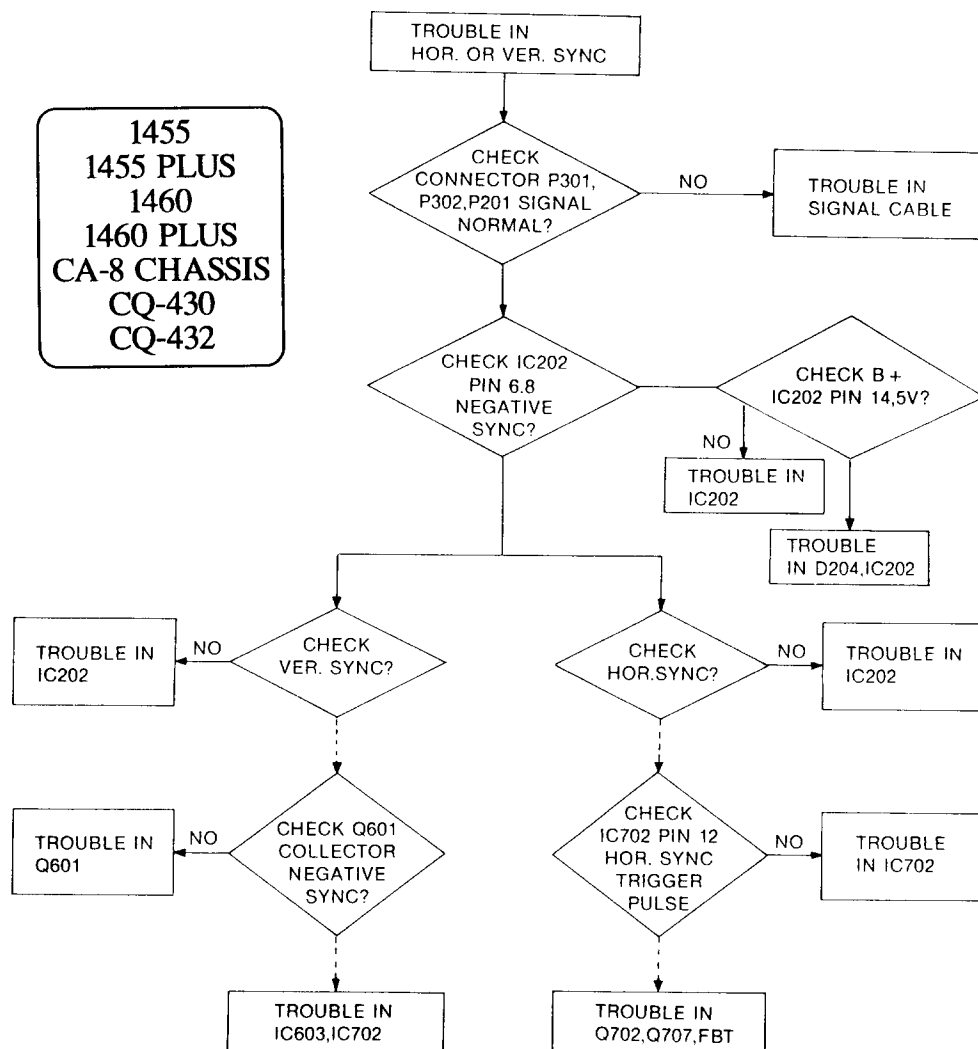 TROUBLE IN
HOR. OR VER. SYNC
1455
1455 PLUS
1460
1460 PLUS
CA-8 CHASSIS
CQ-430
CQ-432
CHECK
CONNECTOR P301,
P302,P201 SIGNAL
NORMAL?
NO
TROUBLE IN
SIGNAL CABLE
CHECK IC202
PIN 6.8
NEGATIVE
SYNC?
CHECK B+
IC202 PIN 14,5V?
NO
TROUBLE IN
IC202
TROUBLE
IN D204,IC202
CHECK
VER. SYNC?
NO
TROUBLE IN
IC202
CHECK
HOR.SYNC?
NO
TROUBLE IN
IC202
CHECK Q601
COLLECTOR
NEGATIVE
SYNC?
NO
TROUBLE IN
Q601
CHECK
IC702 PIN 12
HOR. SYNC
TRIGGER
PULSE
NO
TROUBLE
IN IC702
TROUBLE IN
IC603,IC702
TROUBLE IN
Q702,Q707,FBT